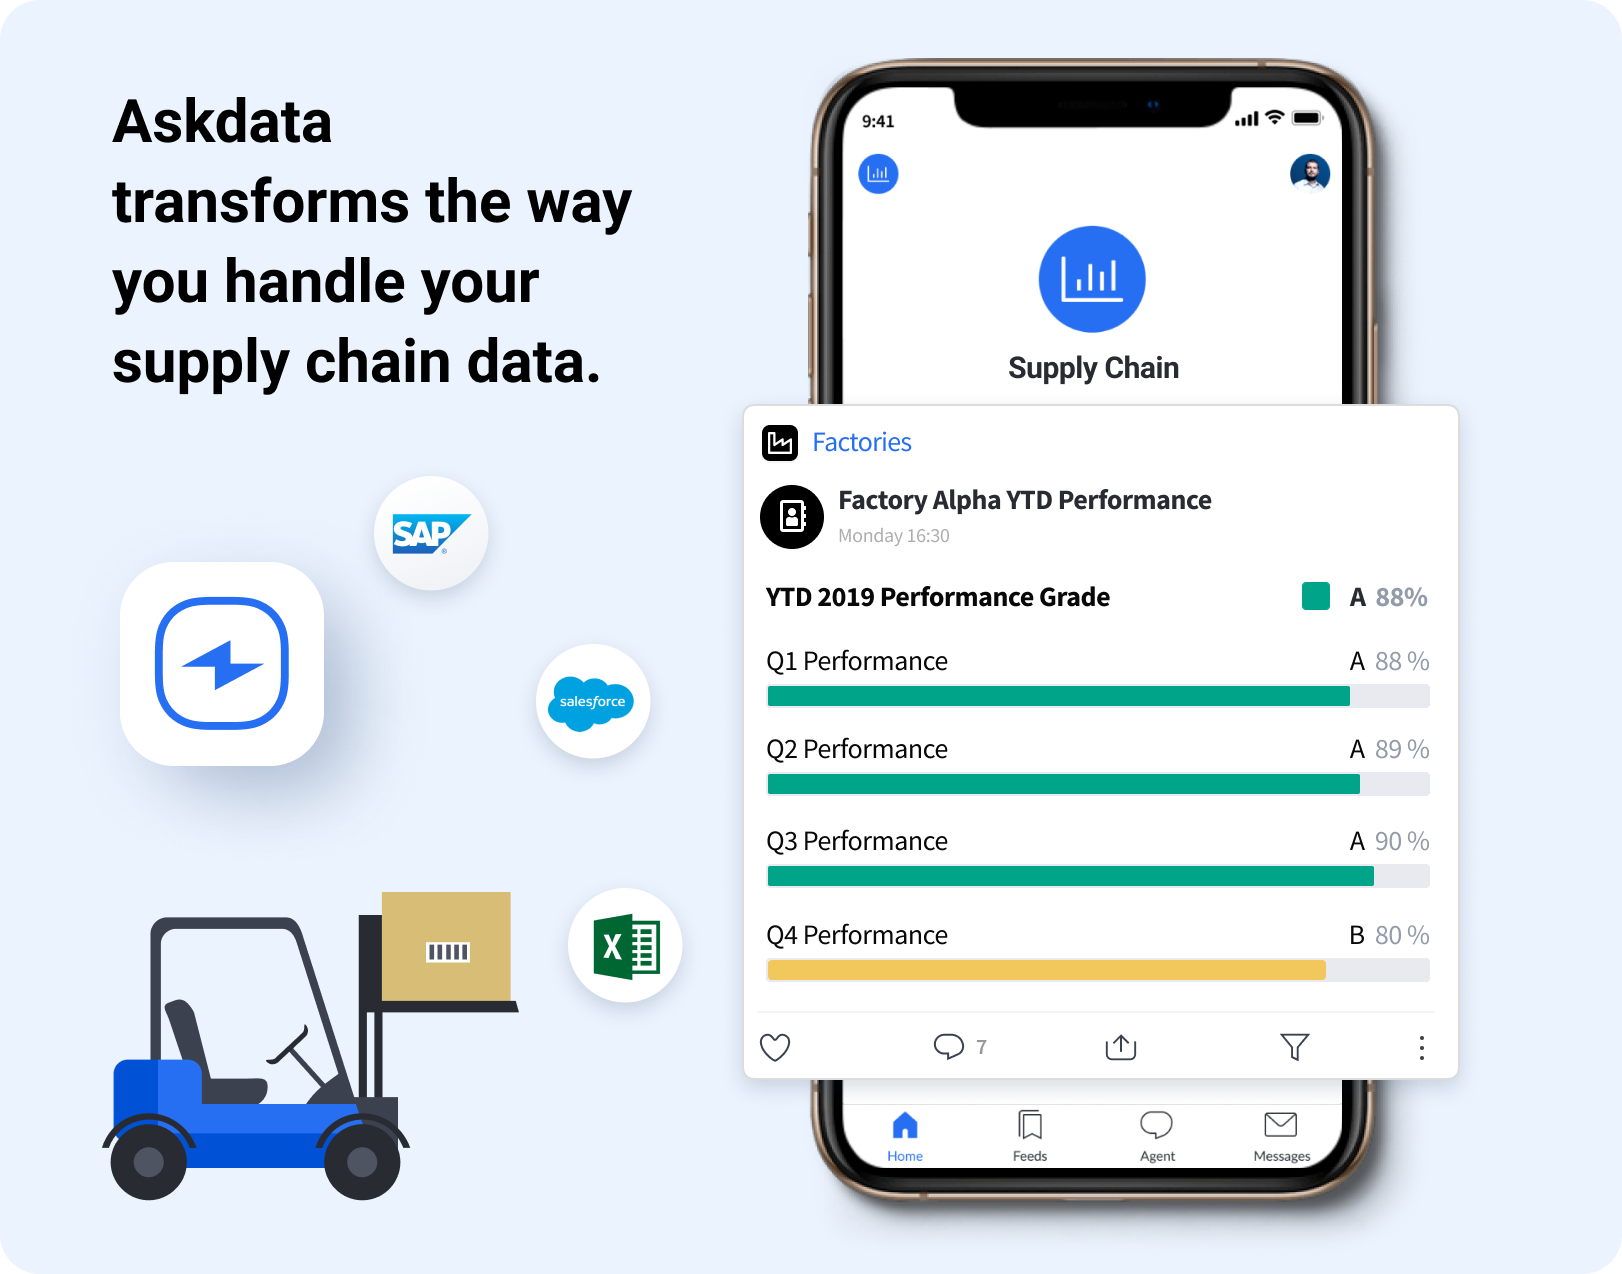 Askdata
transforms the way
you handle your
supply chain data.
SAP
®
salesforce
X
9:41
Supply Chain
Factories
Factory Alpha YTD Performance
Monday 16:30
YTD 2019 Performance Grade A 88%
Q1 Performance A 88 %
Q2 Performance A 89 %
Q3 Performance A 90 %
Q4 Performance B 80 %
7
Home Feeds Agent Messages